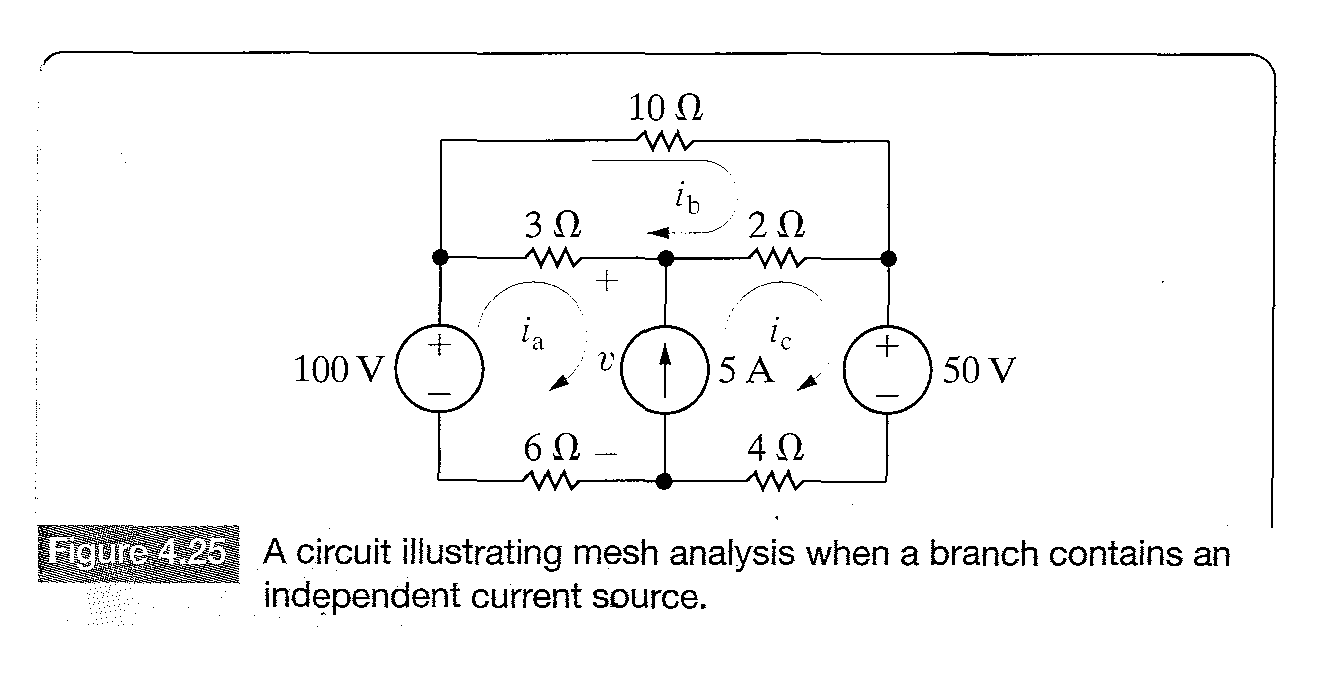 10 Ω
i_b
3 Ω
2 Ω
+
i_a
i_c
+
+
100 V
v
5 A
50 V
−
−
6 Ω −
4 Ω
Figure 4.25 A circuit illustrating mesh analysis when a branch contains an
independent current source.